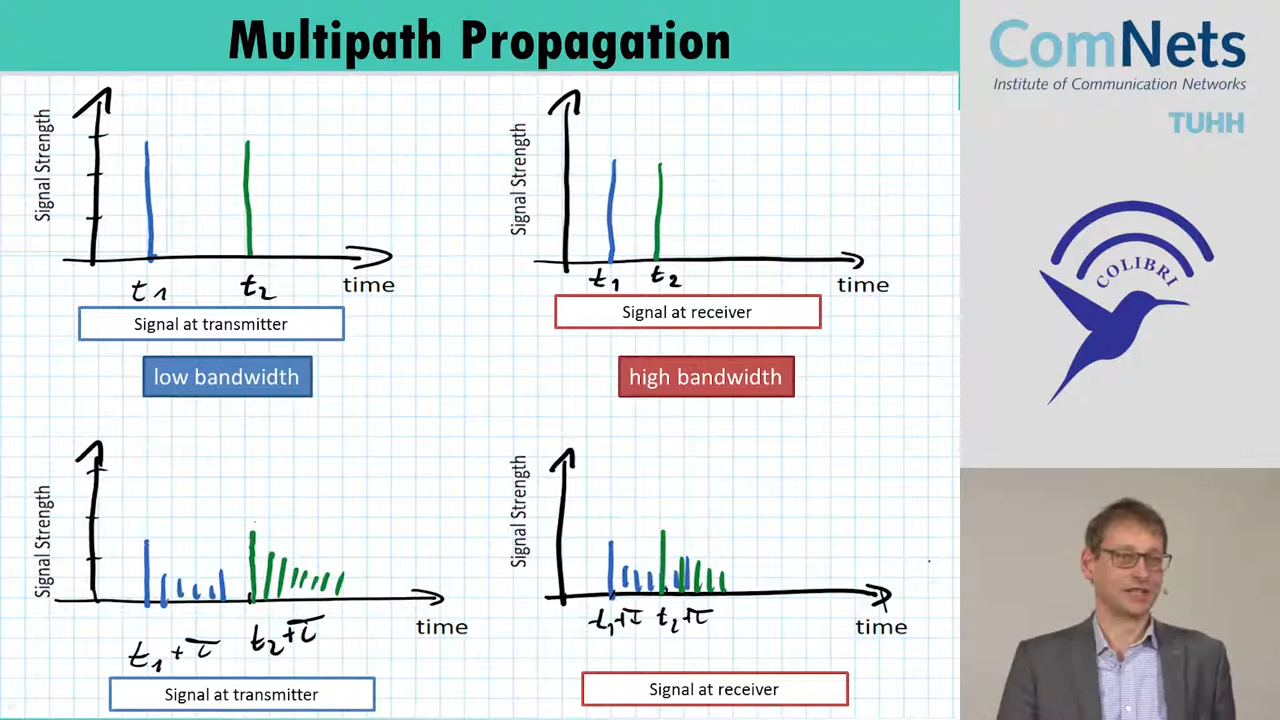 Multipath Propagation
Signal Strength
t1
t2
time
Signal at transmitter
low bandwidth
Signal Strength
t1
t2
time
Signal at receiver
high bandwidth
Signal Strength
t1+τ
t2+τ
time
Signal at transmitter
Signal Strength
t1+τ
t2+τ
time
Signal at receiver
ComNets
Institute of Communication Networks
TUHH
COLIBRI